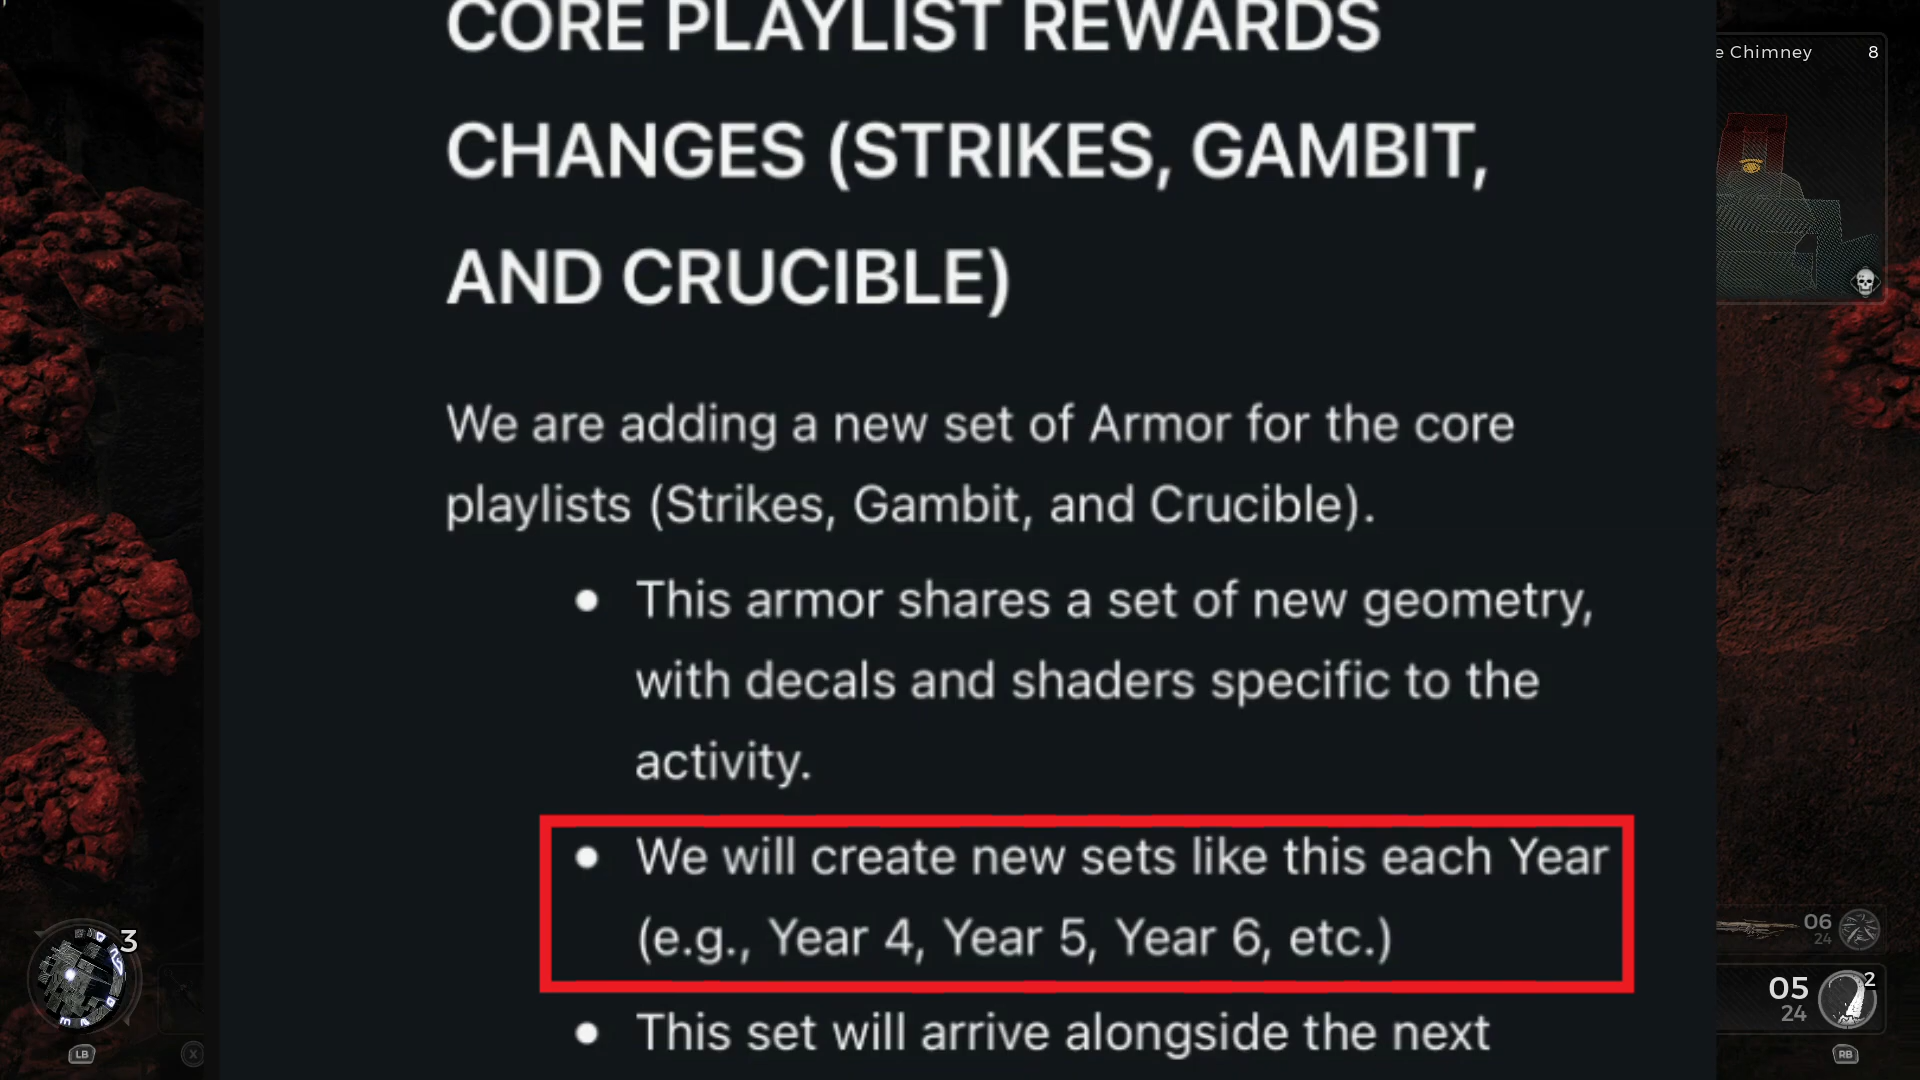 CORE PLAYLIST REWARDS
CHANGES (STRIKES, GAMBIT,
AND CRUCIBLE)
We are adding a new set of Armor for the core
playlists (Strikes, Gambit, and Crucible).
This armor shares a set of new geometry,
with decals and shaders specific to the
activity.
We will create new sets like this each Year
(e.g., Year 4, Year 5, Year 6, etc.)
This set will arrive alongside the next
Chimney
8
3
LB
X
06
24
05
24
2
RB